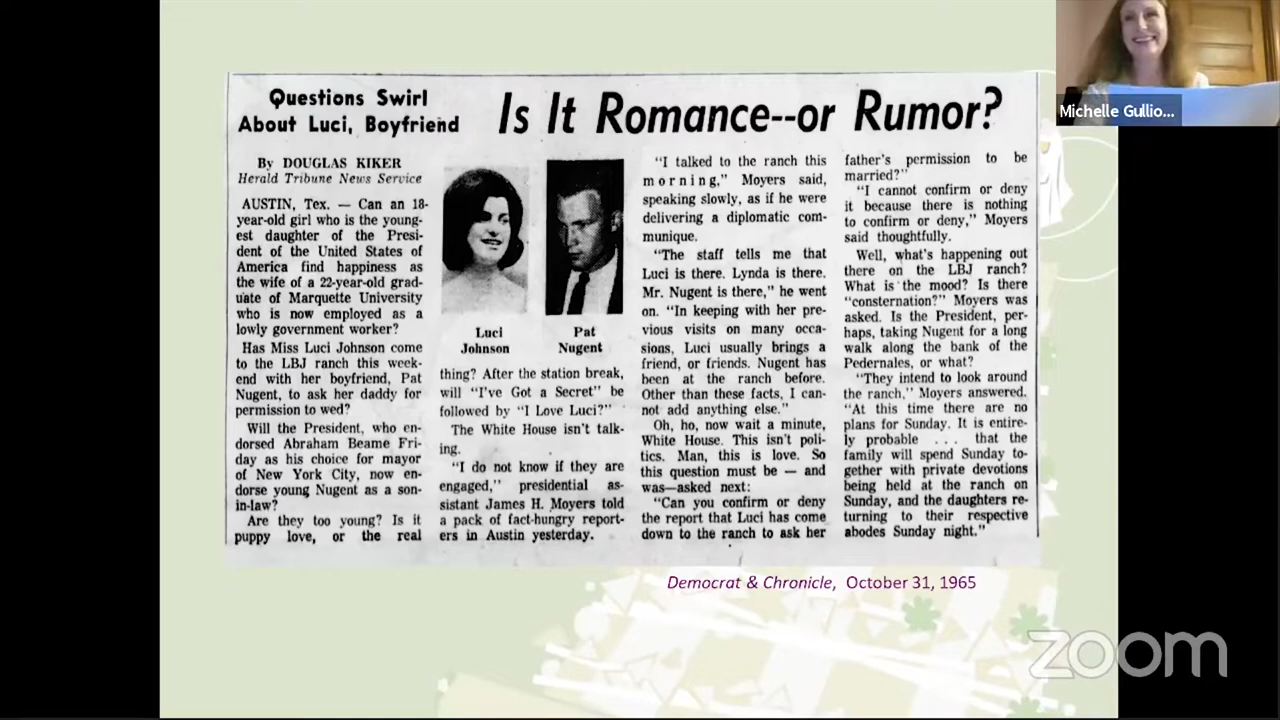 Questions Swirl
About Luci, Boyfriend
Is It Romance--or Rumor?
By DOUGLAS KIKER
Herald Tribune News Service
AUSTIN, Tex. — Can an 18-
year-old girl who is the young-
est daughter of the Presi-
dent of the United States of
America find happiness as
the wife of a 22-year-old grad-
uate of Marquette University
who is now employed as a
lowly government worker?
Has Miss Luci Johnson come
to the LBJ ranch this week-
end with her boyfriend, Pat
Nugent, to ask her daddy for
permission to wed?
Will the President, who en-
dorsed Abraham Beame Fri-
day as his choice for mayor
of New York City, now en-
dorse young Nugent as a son-
in-law?
Are they too young? Is it
puppy love, or the real
Luci
Johnson
Pat
Nugent
thing? After the station break,
will "I've Got a Secret" be
followed by "I Love Luci?"
The White House isn't talk-
ing.
"I do not know if they are
engaged," presidential as-
sistant James H. Moyers told
a pack of fact-hungry report-
ers in Austin yesterday.
"I talked to the ranch this
morning," Moyers said,
speaking slowly, as if he were
delivering a diplomatic com-
munique.
"The staff tells me that
Luci is there. Lynda is there.
Mr. Nugent is there," he went
on. "In keeping with her pre-
vious visits on many occa-
sions, Luci usually brings a
friend, or friends. Nugent has
been at the ranch before.
Other than these facts, I can-
not add anything else."
Oh, ho, now wait a minute,
White House. This isn't poli-
tics. Man, this is love. So
this question must be — and
was—asked next:
"Can you confirm or deny
the report that Luci has come
down to the ranch to ask her
father's permission to be
married?"
"I cannot confirm or deny
it because there is nothing
to confirm or deny," Moyers
said thoughtfully.
Well, what's happening out
there on the LBJ ranch?
What is the mood? Is there
"consternation?" Moyers was
asked. Is the President, per-
haps, taking Nugent for a long
walk along the bank of the
Pedernales, or what?
"They intend to look around
the ranch," Moyers answered.
"At this time there are no
plans for Sunday. It is entire-
ly probable . . . that the
family will spend Sunday to-
gether with private devotions
being held at the ranch on
Sunday, and the daughters re-
turning to their respective
abodes Sunday night."
Democrat & Chronicle, October 31, 1965
Michelle Gullio...
zoom